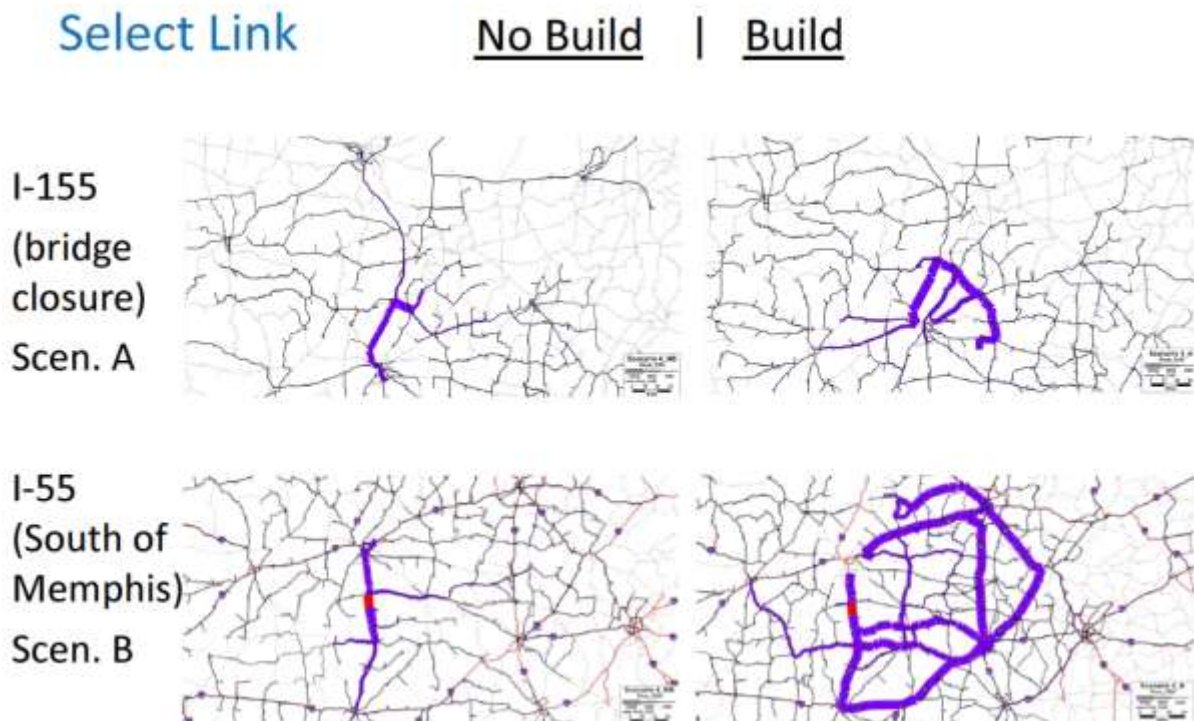 Select Link
No Build | Build
I-155
(bridge
closure)
Scen. A
I-55
(South of
Memphis)
Scen. B